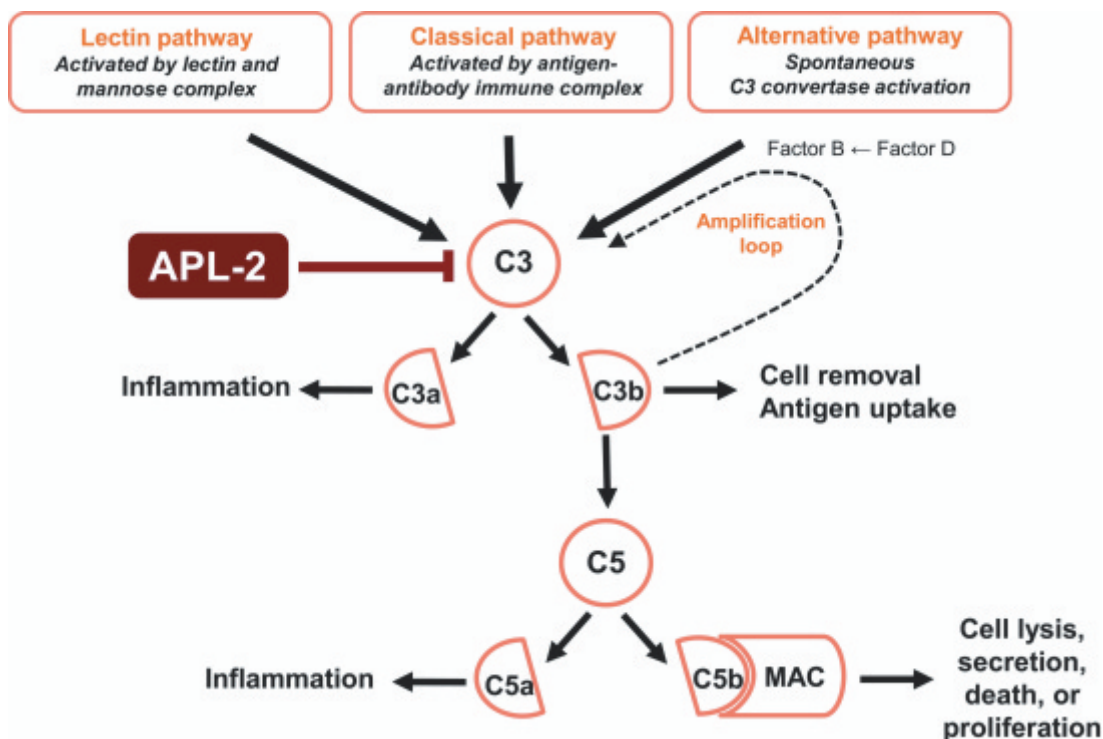 Lectin pathway
Activated by lectin and
mannose complex
Classical pathway
Activated by antigen-
antibody immune complex
Alternative pathway
Spontaneous
C3 convertase activation
Factor B ← Factor D
Amplification
loop
APL-2
C3
Inflammation
C3a
C3b
Cell removal
Antigen uptake
C5
Inflammation
C5a
C5b
MAC
Cell lysis,
secretion,
death, or
proliferation